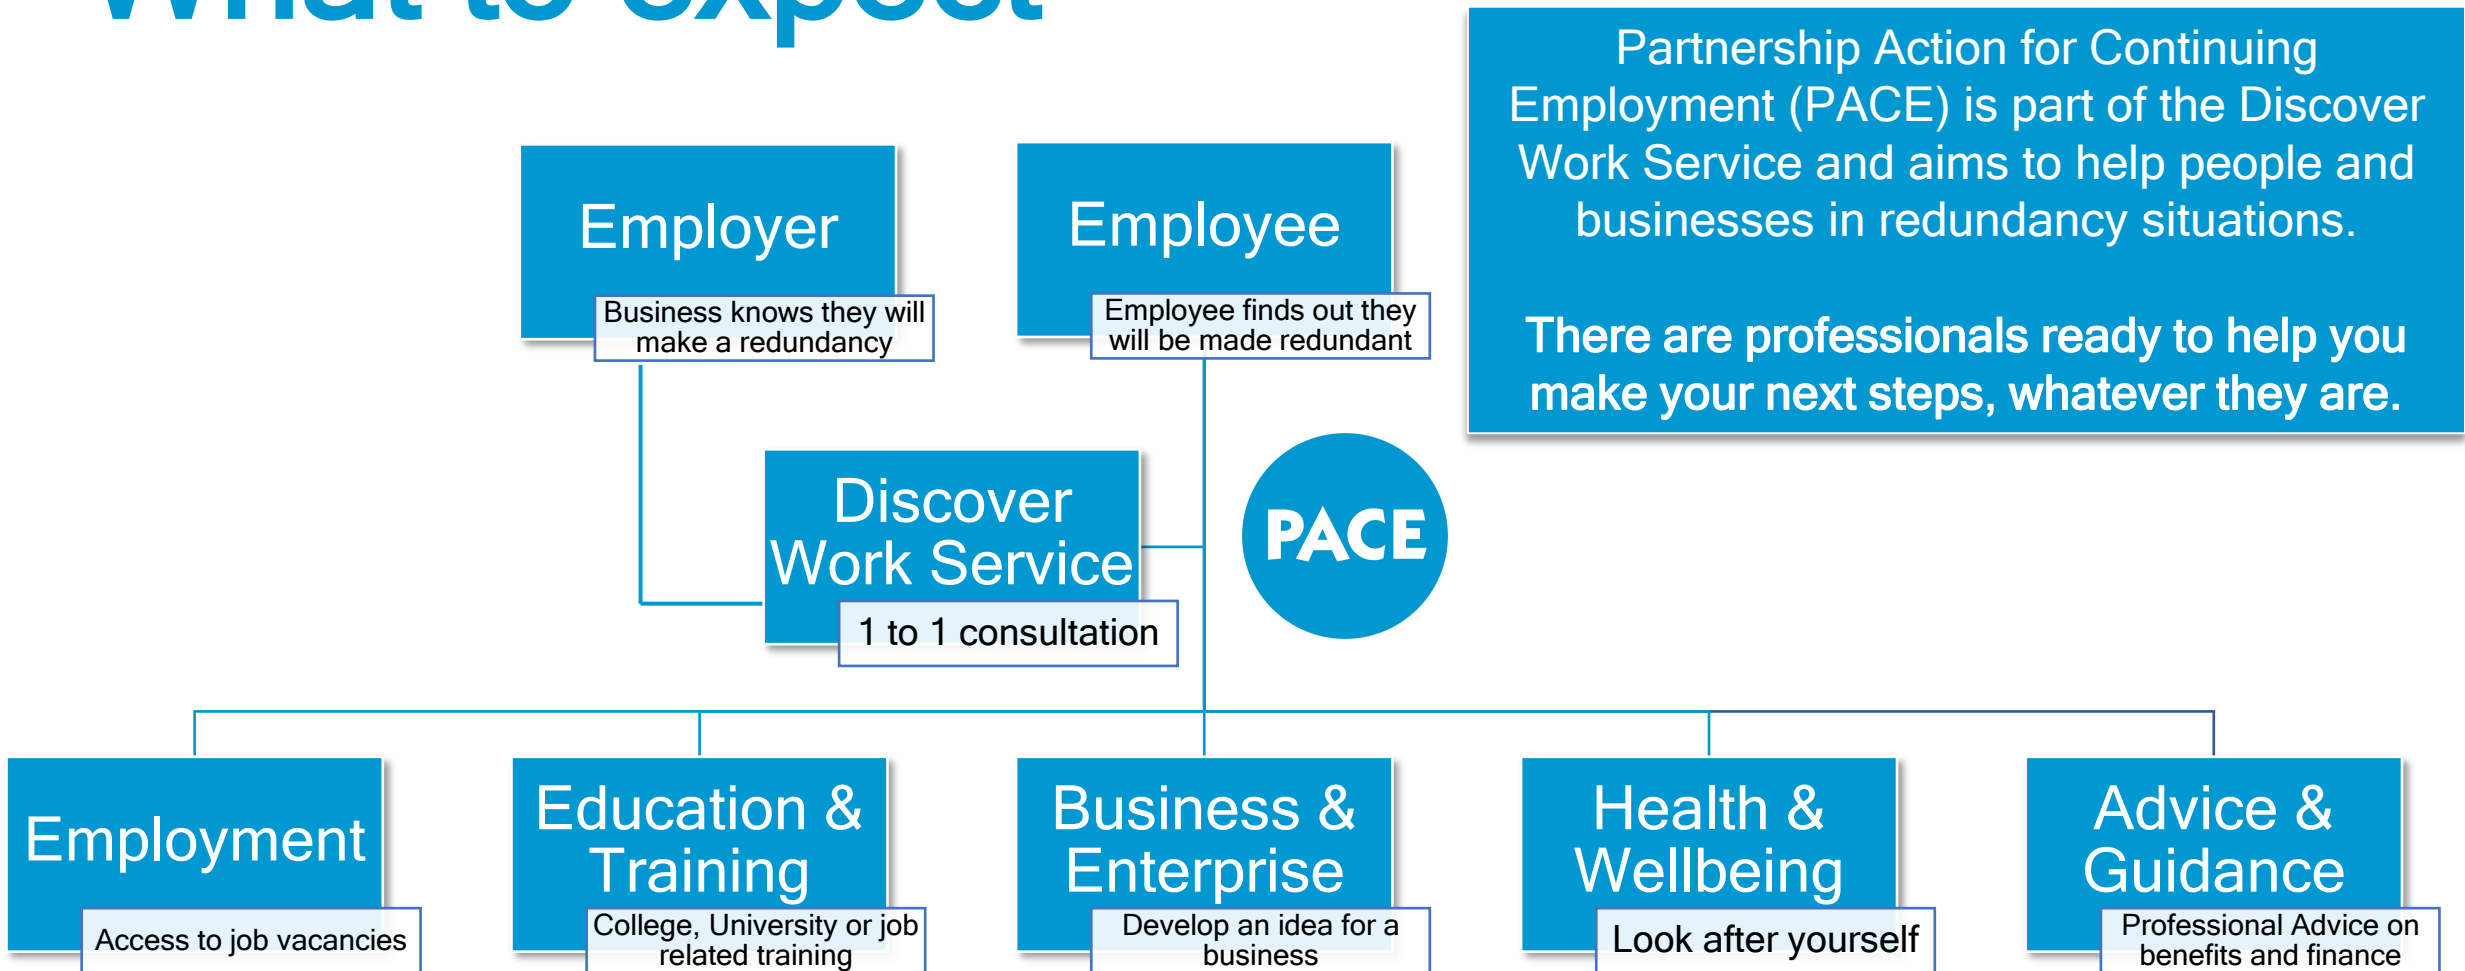 What to expect
Partnership Action for Continuing
Employment (PACE) is part of the Discover
Work Service and aims to help people and
businesses in redundancy situations.
There are professionals ready to help you
make your next steps, whatever they are.
Employer
Business knows they will
make a redundancy
Employee
Employee finds out they
will be made redundant
Discover
Work Service
1 to 1 consultation
PACE
Employment
Access to job vacancies
Education &
Training
College, University or job
related training
Business &
Enterprise
Develop an idea for a
business
Health &
Wellbeing
Look after yourself
Advice &
Guidance
Professional Advice on
benefits and finance